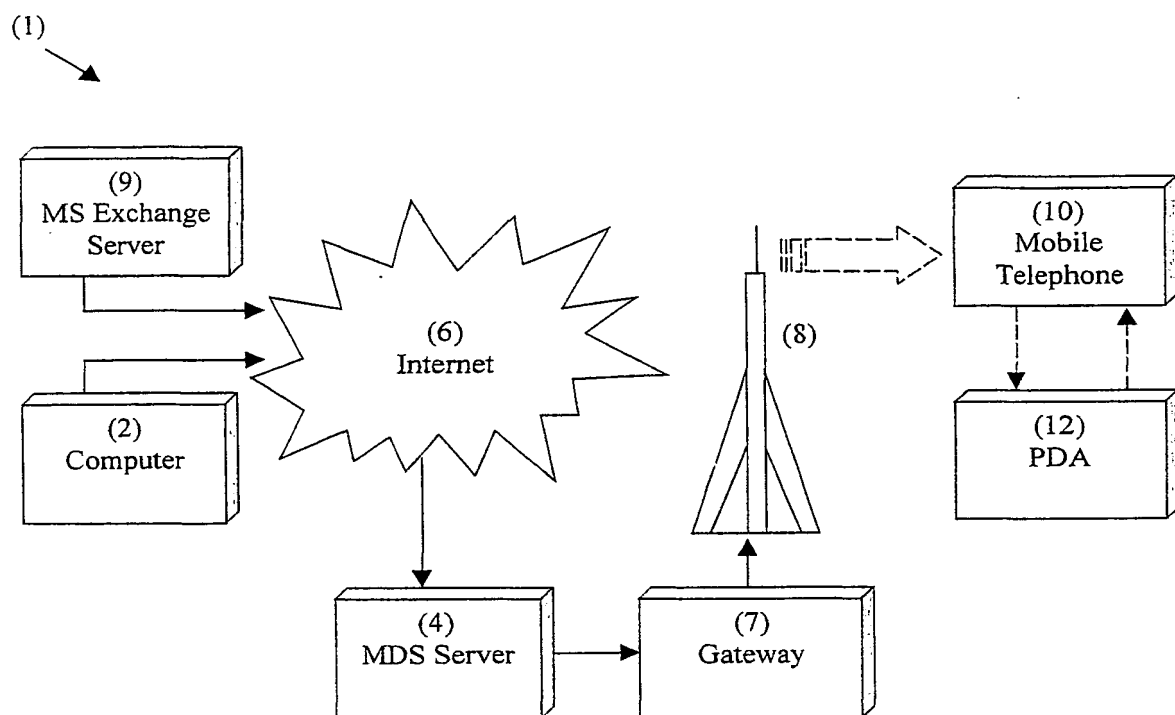 (1)
(9)
MS Exchange
Server
(6)
Internet
(2)
Computer
(8)
(10)
Mobile
Telephone
(12)
PDA
(4)
MDS Server
(7)
Gateway